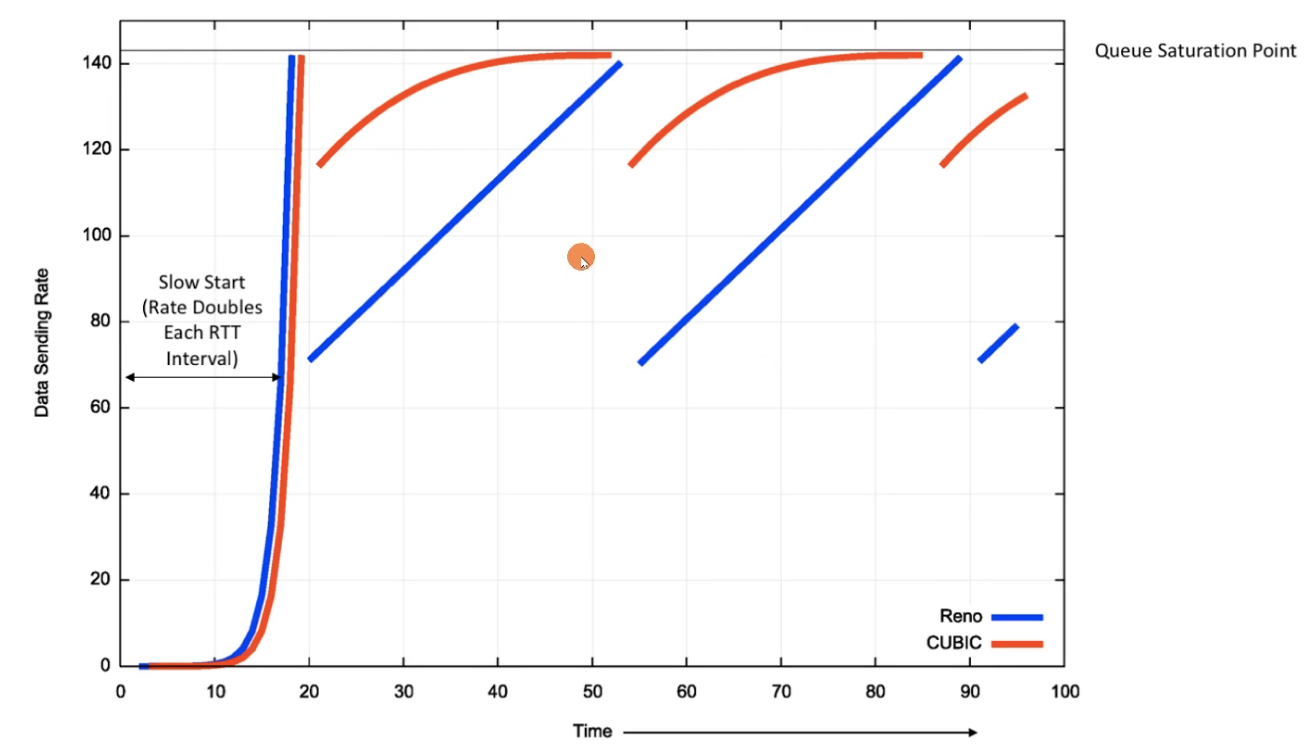 Queue Saturation Point
140
120
100
80
60
40
20
0
Data Sending Rate
Slow Start
(Rate Doubles
Each RTT
Interval)
Reno
CUBIC
0 10 20 30 40 50 60 70 80 90 100
Time